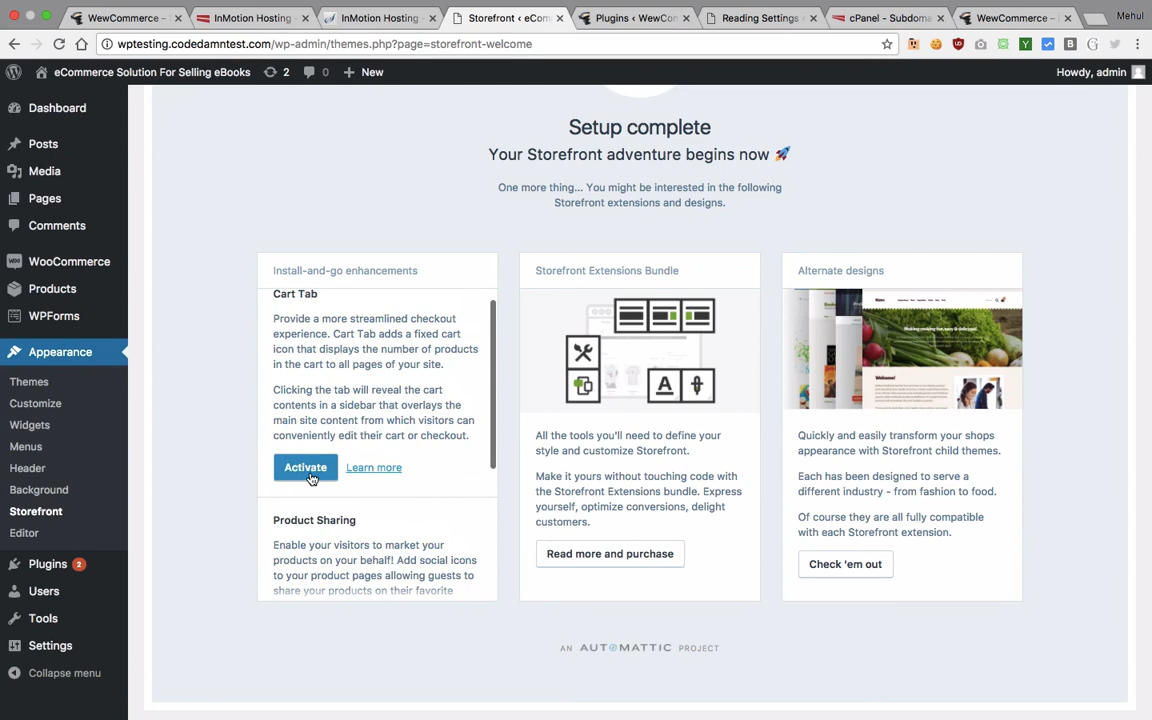 WewCommerce –
InMotion Hosting
InMotion Hosting
Storefront ‹ eCom
Plugins ‹ WewCon
Reading Settings
cPanel - Subdoma
WewCommerce –
Mehul
wptesting.codedamntest.com/wp-admin/themes.php?page=storefront-welcome
eCommerce Solution For Selling eBooks
2
0
New
Howdy, admin
Dashboard
Posts
Media
Pages
Comments
WooCommerce
Products
WPForms
Appearance
Themes
Customize
Widgets
Menus
Header
Background
Storefront
Editor
Plugins 2
Users
Tools
Settings
Collapse menu
Setup complete
Your Storefront adventure begins now 🚀
One more thing... You might be interested in the following
Storefront extensions and designs.
Install-and-go enhancements
Cart Tab
Provide a more streamlined checkout
experience. Cart Tab adds a fixed cart
icon that displays the number of products
in the cart to all pages of your site.
Clicking the tab will reveal the cart
contents in a sidebar that overlays the
main site content from which visitors can
conveniently edit their cart or checkout.
Activate
Learn more
Product Sharing
Enable your visitors to market your
products on your behalf! Add social icons
to your product pages allowing guests to
share your products on their favorite
Storefront Extensions Bundle
All the tools you'll need to define your
style and customize Storefront.
Make it yours without touching code with
the Storefront Extensions bundle. Express
yourself, optimize conversions, delight
customers.
Read more and purchase
Alternate designs
Quickly and easily transform your shops
appearance with Storefront child themes.
Each has been designed to serve a
different industry - from fashion to food.
Of course they are all fully compatible
with each Storefront extension.
Check 'em out
AN AUTOMATTIC PROJECT